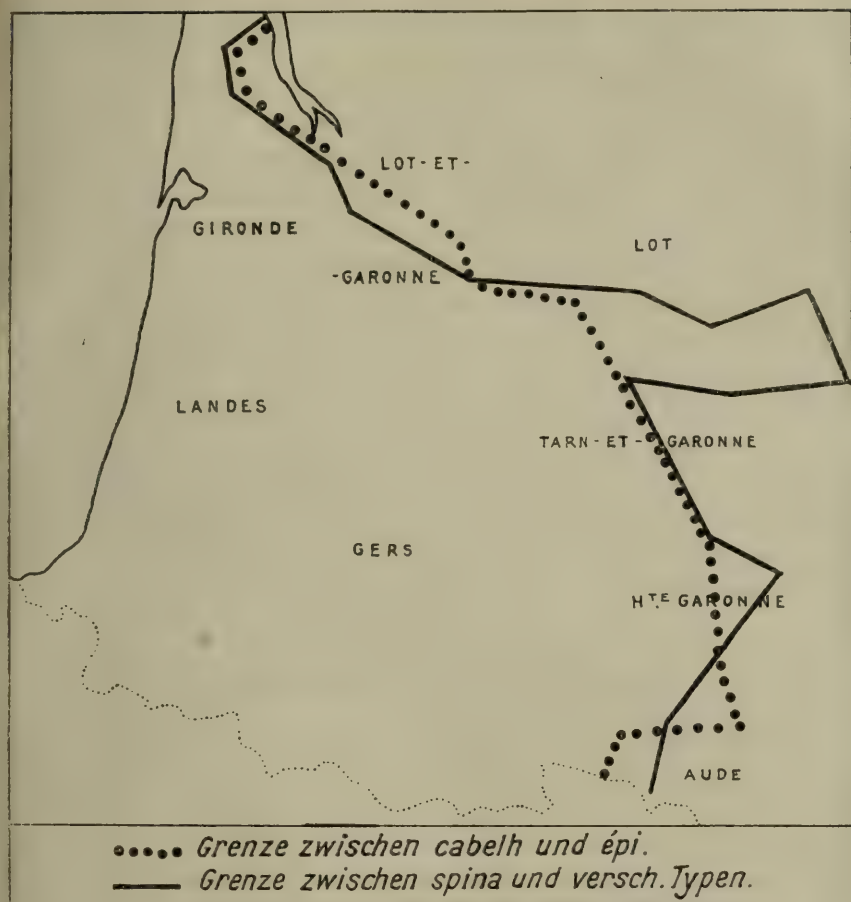 LOT-ET-
GIRONDE
LOT
-GARONNE
LANDES
TARN-ET-GARONNE
GERS
HTE GARONNE
AUDE
Grenze zwischen cabelh und épi.
Grenze zwischen spina und versch. Typen.